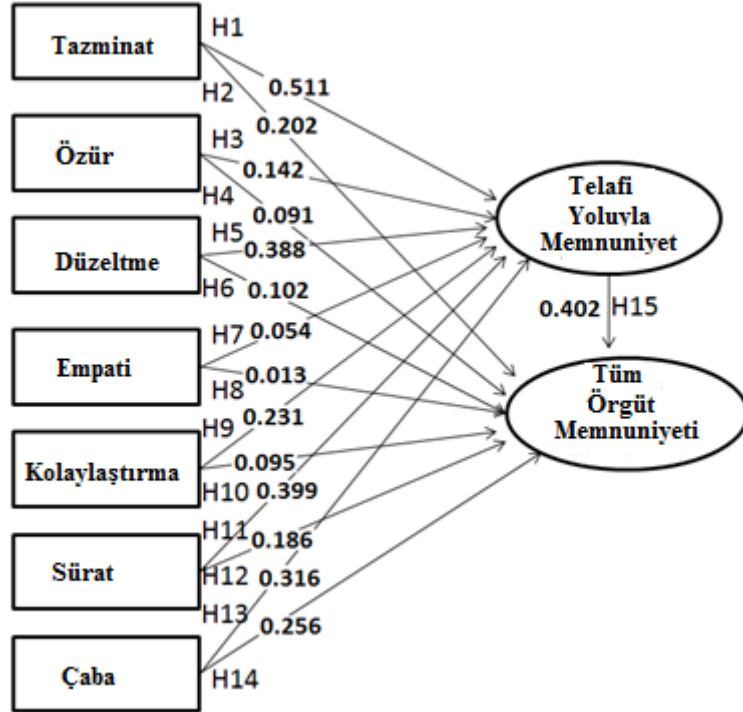 Tazminat
H1
0.511
H2
0.202
Özür
H3
0.142
H4
0.091
Düzeltme
H5
0.388
H6
0.102
Empati
H7
0.054
H8
0.013
Kolaylaştırma
H9
0.231
0.095
H10
0.399
Sürat
H11
0.186
H12
0.316
H13
0.256
Çaba
H14
Telafi
Yoluyla
Memnuniyet
0.402
H15
Tüm
Örgüt
Memnuniyeti